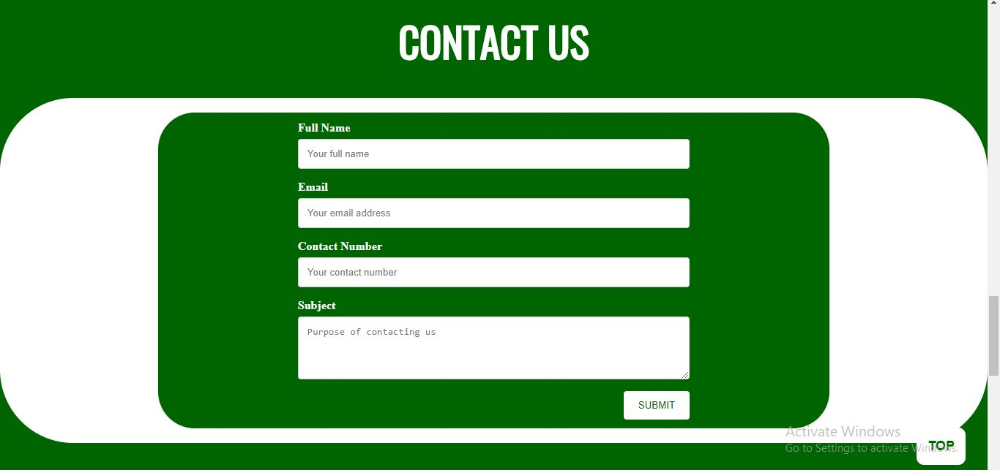 CONTACT US
Full Name
Your full name
Email
Your email address
Contact Number
Your contact number
Subject
Purpose of contacting us
SUBMIT
Activate Windows
Go to Settings to activate Windows.
TOP